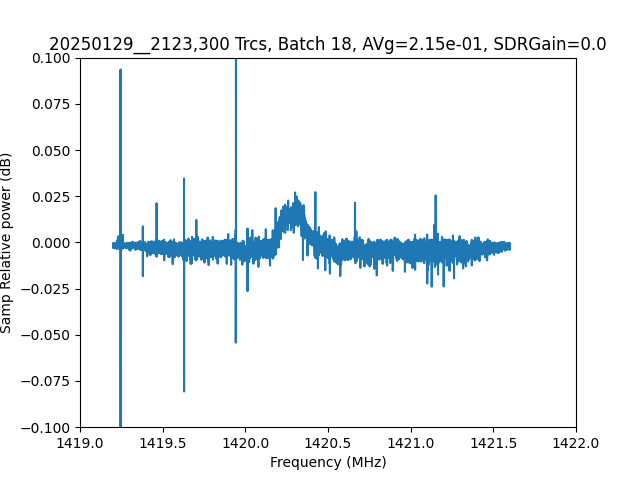 20250129__2123,300 Trcs, Batch 18, AVg=2.15e-01, SDRGain=0.0
0.100
0.075
0.050
0.025
0.000
−0.025
−0.050
−0.075
−0.100
Samp Relative power (dB)
1419.0 1419.5 1420.0 1420.5 1421.0 1421.5 1422.0
Frequency (MHz)